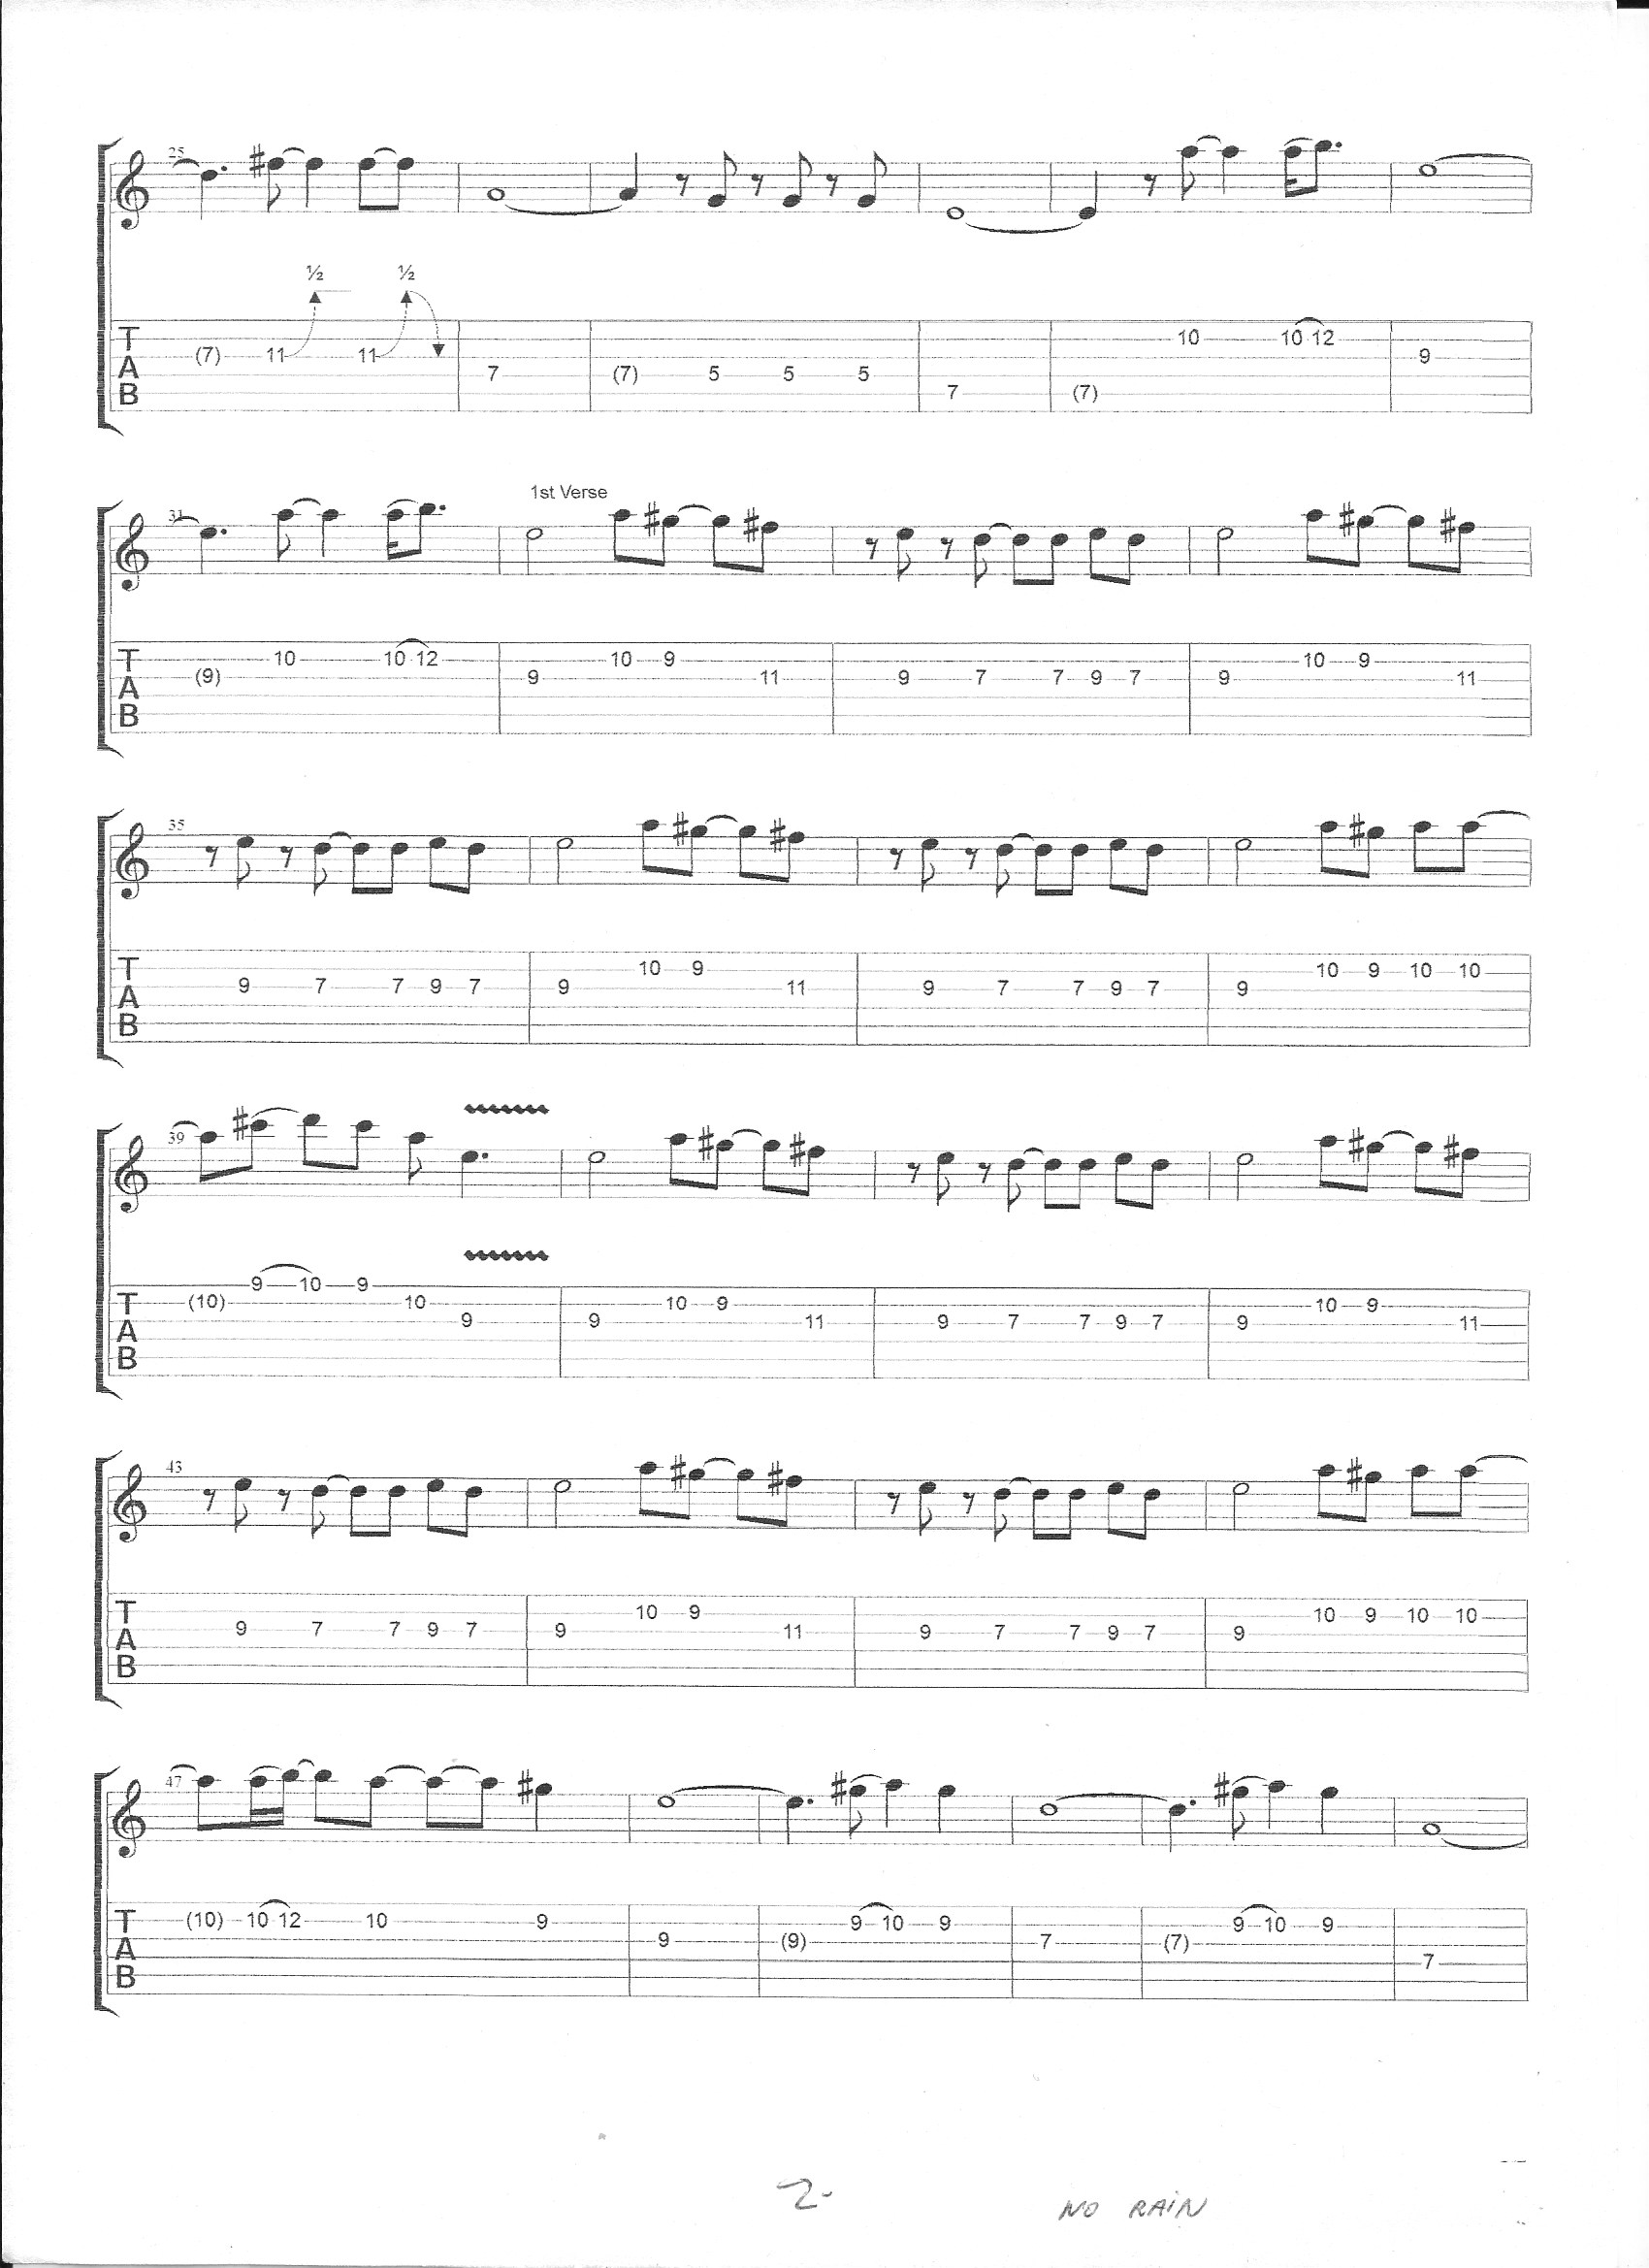 25
½ ½
T
A
B
(7) 11 11 7 (7) 5 5 5 7 (7) 10 10 12 9
31
1st Verse
T
A
B
(9) 10 10 12 9 10 9 11 9 7 7 9 7 9 10 9 11
35
T
A
B
9 7 7 9 7 9 10 9 11 9 7 7 9 7 9 10 9 10 10
39
T
A
B
(10) 9 10 9 10 9 9 10 9 11 9 7 7 9 7 9 10 9 11
43
T
A
B
9 7 7 9 7 9 10 9 11 9 7 7 9 7 9 10 9 10 10
47
T
A
B
(10) 10 12 10 9 9 (9) 9 10 9 7 (7) 9 10 9 7
2-
NO RAIN